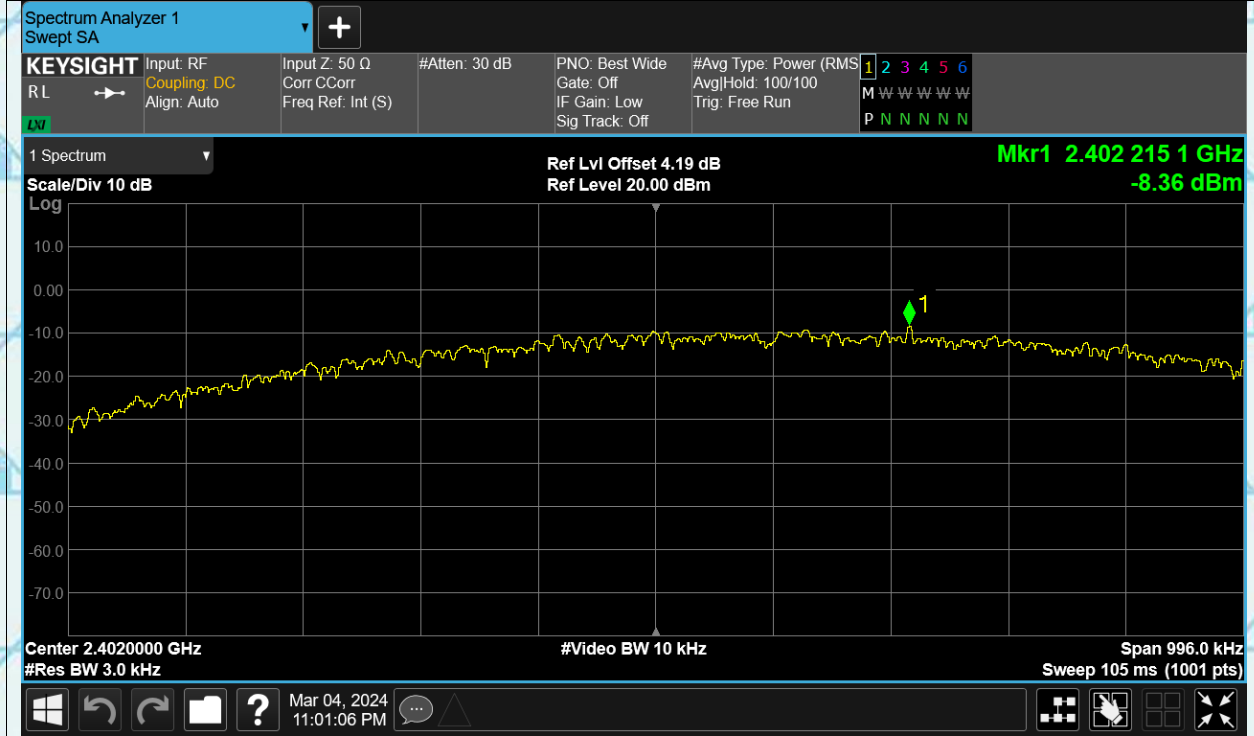 Spectrum Analyzer 1
Swept SA
+
KEYSIGHT
R L
LXI
Input: RF
Coupling: DC
Align: Auto
Input Z: 50 Ω
Corr CCorr
Freq Ref: Int (S)
#Atten: 30 dB
PNO: Best Wide
Gate: Off
IF Gain: Low
Sig Track: Off
#Avg Type: Power (RMS
Avg|Hold: 100/100
Trig: Free Run
1 2 3 4 5 6
M W W W W W
P N N N N N
1 Spectrum
Scale/Div 10 dB
Log
Ref Lvl Offset 4.19 dB
Ref Level 20.00 dBm
Mkr1 2.402 215 1 GHz
-8.36 dBm
10.0
0.00
-10.0
-20.0
-30.0
-40.0
-50.0
-60.0
-70.0
1
Center 2.4020000 GHz
#Res BW 3.0 kHz
#Video BW 10 kHz
Span 996.0 kHz
Sweep 105 ms (1001 pts)
?
Mar 04, 2024
11:01:06 PM